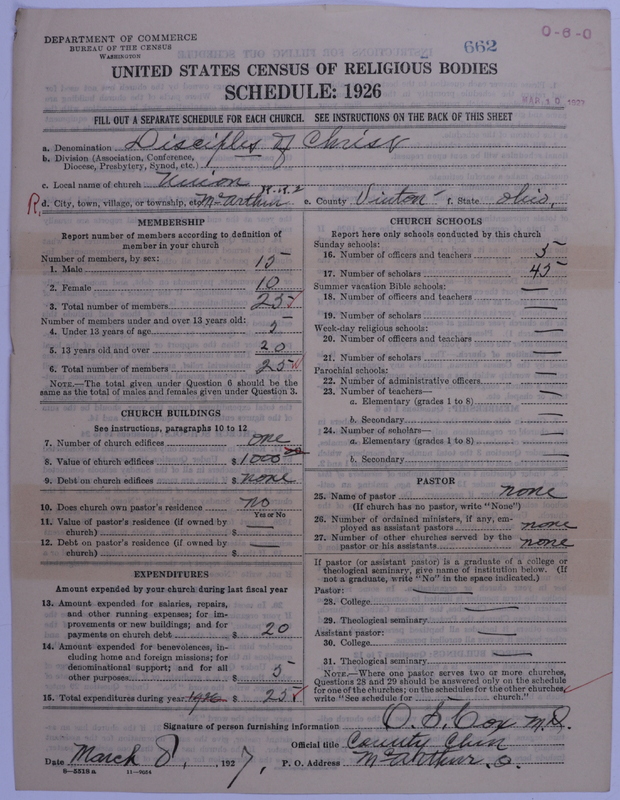 DEPARTMENT OF COMMERCE
BUREAU OF THE CENSUS
WASHINGTON
662
0-6-0
UNITED STATES CENSUS OF RELIGIOUS BODIES
SCHEDULE: 1926
MAR 10 1927
FILL OUT A SEPARATE SCHEDULE FOR EACH CHURCH. SEE INSTRUCTIONS ON THE BACK OF THIS SHEET
a. Denomination Disciples of Christ
b. Division (Association, Conference,
Diocese, Presbytery, Synod, etc.)
c. Local name of church Union
R. R. 2
R. d. City, town, village, or township, etc. McArthur e. County Vinton f. State Ohio,
MEMBERSHIP
Report number of members according to definition of
member in your church
Number of members, by sex:
1. Male 15
2. Female 10
3. Total number of members 25
Number of members under and over 13 years old:
4. Under 13 years of age 5
5. 13 years old and over 20
6. Total number of members 25
NOTE.—The total given under Question 6 should be the
same as the total of males and females given under Question 3.
CHURCH BUILDINGS
See instructions, paragraphs 10 to 12
7. Number of church edifices one
8. Value of church edifices $ 1000
9. Debt on church edifices $ none
10. Does church own pastor's residence no
Yes or No
11. Value of pastor's residence (if owned by
church) $ —
12. Debt on pastor's residence (if owned by
church) $ —
EXPENDITURES
Amount expended by your church during last fiscal year
13. Amount expended for salaries, repairs,
and other running expenses; for im-
provements or new buildings; and for
payments on church debt $ 20
14. Amount expended for benevolences, in-
cluding home and foreign missions; for
denominational support; and for all
other purposes $ 5
15. Total expenditures during year 1926 $ 25
CHURCH SCHOOLS
Report here only schools conducted by this church
Sunday schools:
16. Number of officers and teachers 5
17. Number of scholars 45
Summer vacation Bible schools: —
18. Number of officers and teachers
19. Number of scholars —
Week-day religious schools: —
20. Number of officers and teachers
21. Number of scholars —
Parochial schools: —
22. Number of administrative officers
23. Number of teachers—
a. Elementary (grades 1 to 8) —
b. Secondary —
24. Number of scholars—
a. Elementary (grades 1 to 8) —
b. Secondary —
PASTOR
25. Name of pastor none
(If church has no pastor, write "None")
26. Number of ordained ministers, if any, em-
ployed as assistant pastors none
27. Number of other churches served by the
pastor or his assistants none
If pastor (or assistant pastor) is a graduate of a college or
theological seminary, give name of institution below. (If
not a graduate, write "No" in the space indicated.)
Pastor: —
28. College
29. Theological seminary —
Assistant pastor: —
30. College
31. Theological seminary —
NOTE.—Where one pastor serves two or more churches,
Questions 28 and 29 should be answered only on the schedule
for one of the churches; on the schedules for the other churches,
write "See schedule for ........ church."
Signature of person furnishing information O. S. Cox M.D.
Official title County Chm
Date March 8, 1927, P. O. Address McArthur, O.
8—5518 a 11—9034